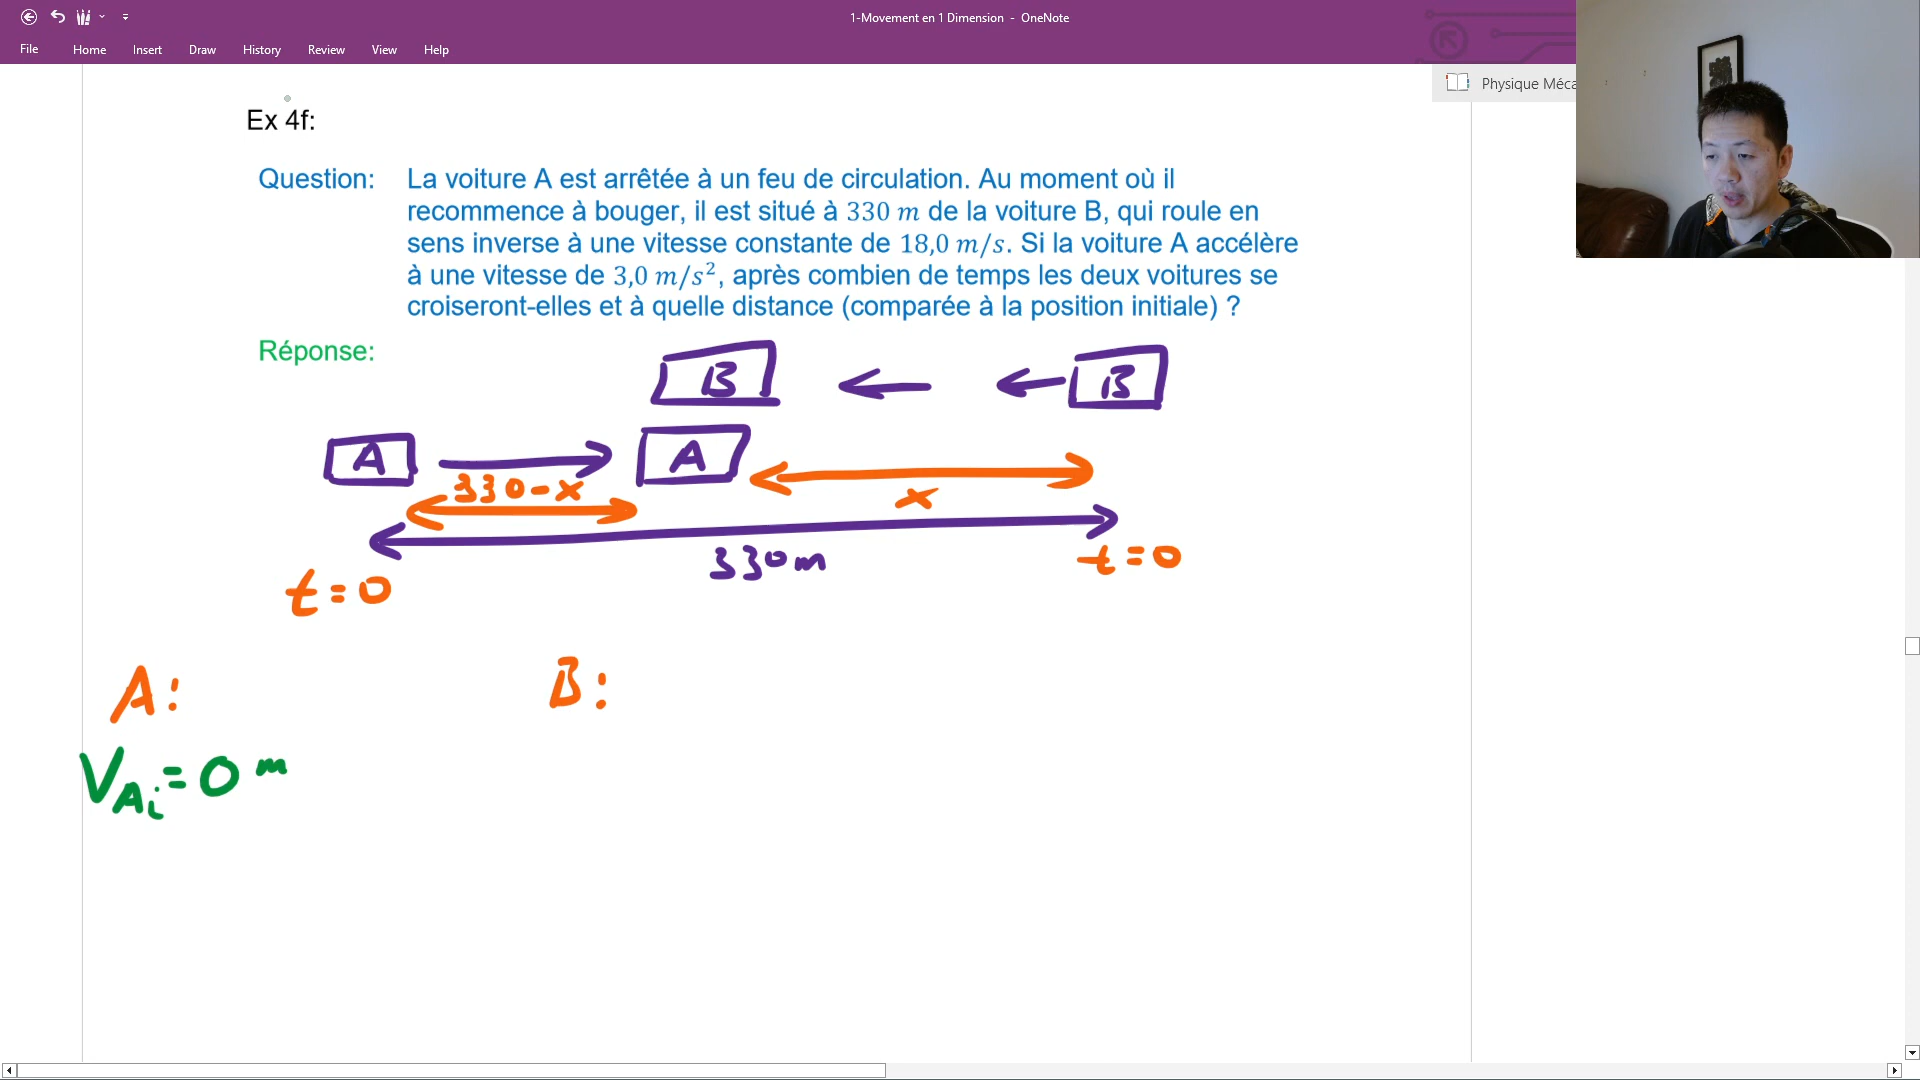 1-Movement en 1 Dimension - OneNote
File Home Insert Draw History Review View Help
Physique Méca
Ex 4f:
Question: La voiture A est arrêtée à un feu de circulation. Au moment où il
recommence à bouger, il est situé à 330 m de la voiture B, qui roule en
sens inverse à une vitesse constante de 18,0 m/s. Si la voiture A accélère
à une vitesse de 3,0 m/s², après combien de temps les deux voitures se
croiseront-elles et à quelle distance (comparée à la position initiale) ?
Réponse:
B B
A A
330-x
x
330m
t=0
t=0
A: B:
V_Ai=0 m